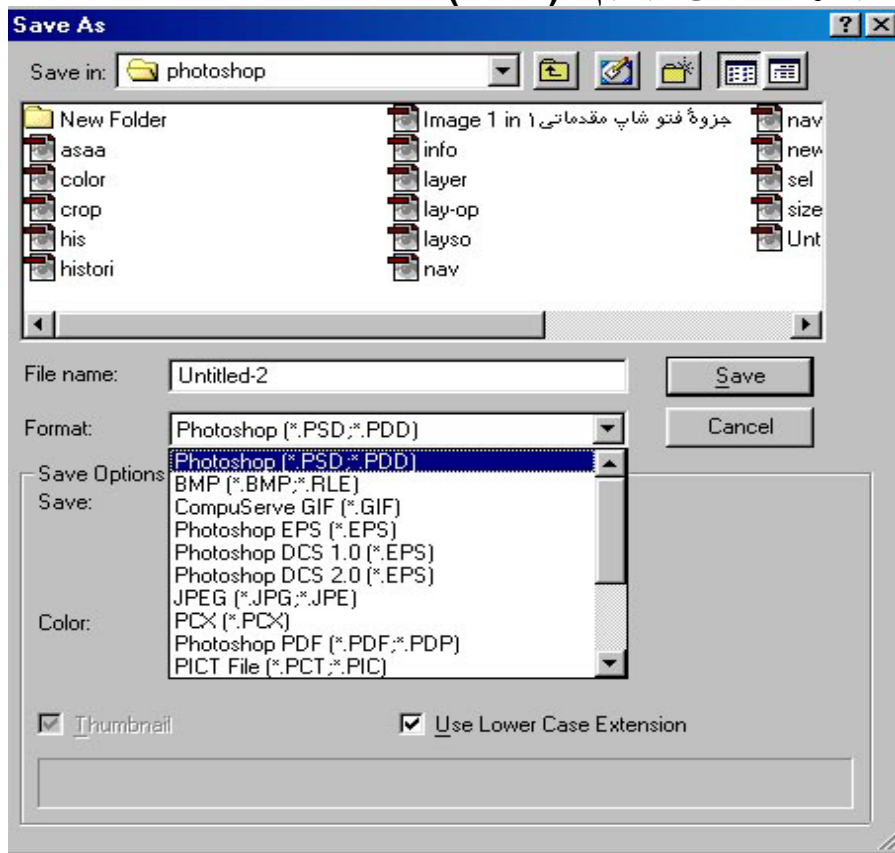 Save As
Save in: photoshop
New Folder
asaa
color
crop
his
histori
Image 1 in جزوۀ فتو شاپ مقدماتی۱
info
layer
lay-op
layso
nav
nav
new
sel
size
Unt
File name: Untitled-2
Save
Format: Photoshop (*.PSD;*.PDD)
Cancel
Photoshop (*.PSD;*.PDD)
BMP (*.BMP;*.RLE)
CompuServe GIF (*.GIF)
Photoshop EPS (*.EPS)
Photoshop DCS 1.0 (*.EPS)
Photoshop DCS 2.0 (*.EPS)
JPEG (*.JPG;*.JPE)
PCX (*.PCX)
Photoshop PDF (*.PDF;*.PDP)
PICT File (*.PCT;*.PIC)
Save Options
Save:
Color:
Thumbnail
Use Lower Case Extension